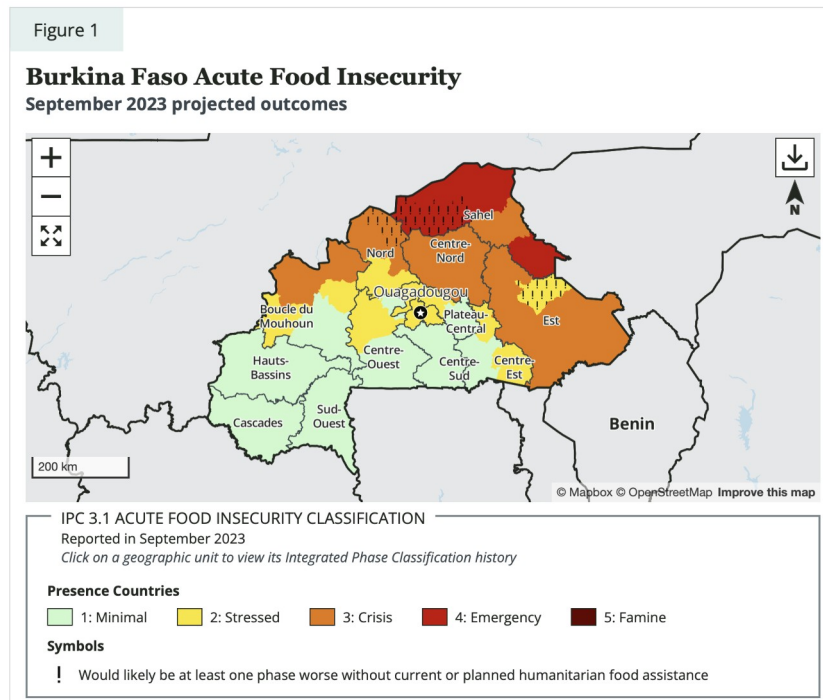 Figure 1
Burkina Faso Acute Food Insecurity
September 2023 projected outcomes
+
−
N
Sahel
Nord
Centre-
Nord
Ouagadougou
Boucle du
Mouhoun
Plateau-
Central
Est
Hauts-
Bassins
Centre-
Ouest
Centre-
Sud
Centre-
Est
Cascades
Sud-
Ouest
Benin
200 km
© Mapbox © OpenStreetMap Improve this map
IPC 3.1 ACUTE FOOD INSECURITY CLASSIFICATION
Reported in September 2023
Click on a geographic unit to view its Integrated Phase Classification history
Presence Countries
1: Minimal 2: Stressed 3: Crisis 4: Emergency 5: Famine
Symbols
! Would likely be at least one phase worse without current or planned humanitarian food assistance